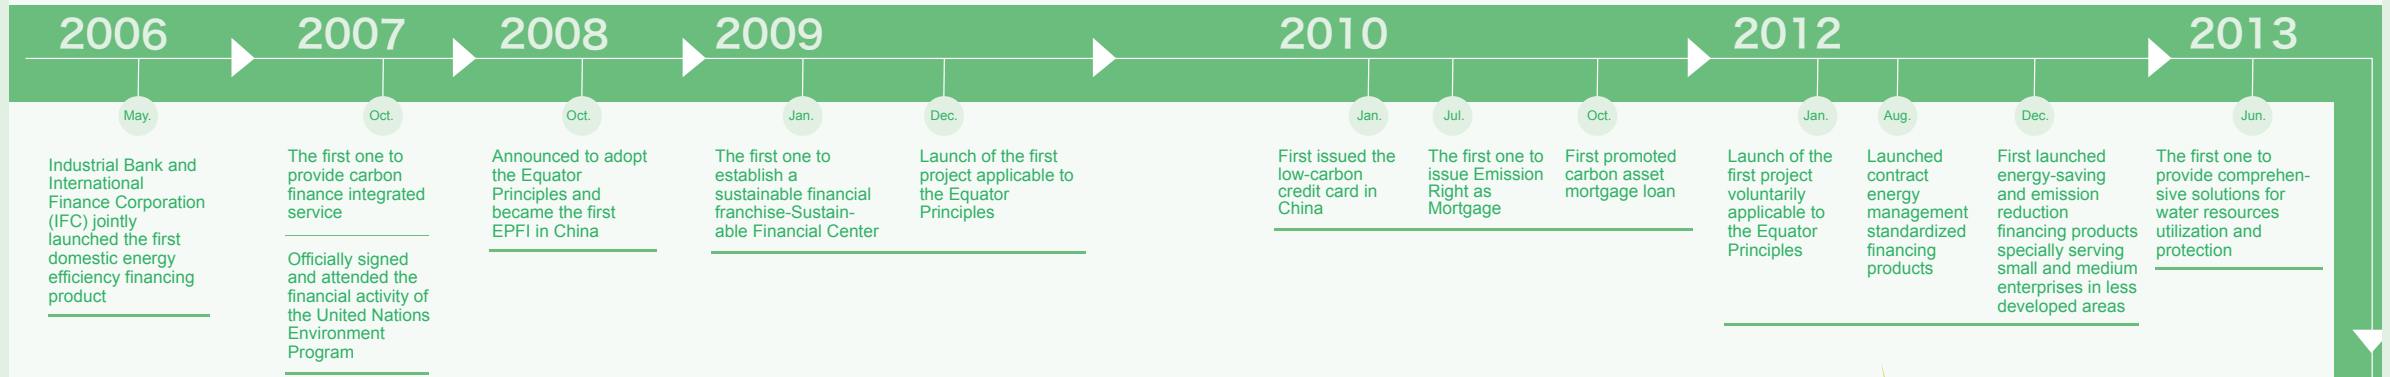 2006
May.
Industrial Bank and
International
Finance Corporation
(IFC) jointly
launched the first
domestic energy
efficiency financing
product
2007
Oct.
The first one to
provide carbon
finance integrated
service
Officially signed
and attended the
financial activity of
the United Nations
Environment
Program
2008
Oct.
Announced to adopt
the Equator
Principles and
became the first
EPFI in China
2009
Jan.
The first one to
establish a
sustainable financial
franchise-Sustain-
able Financial Center
Dec.
Launch of the first
project applicable to
the Equator
Principles
2010
Jan.
First issued the
low-carbon
credit card in
China
Jul.
The first one to
issue Emission
Right as
Mortgage
Oct.
First promoted
carbon asset
mortgage loan
2012
Jan.
Launch of the
first project
voluntarily
applicable to
the Equator
Principles
Aug.
Launched
contract
energy
management
standardized
financing
products
Dec.
First launched
energy-saving
and emission
reduction
financing products
specially serving
small and medium
enterprises in less
developed areas
2013
Jun.
The first one to
provide comprehen-
sive solutions for
water resources
utilization and
protection